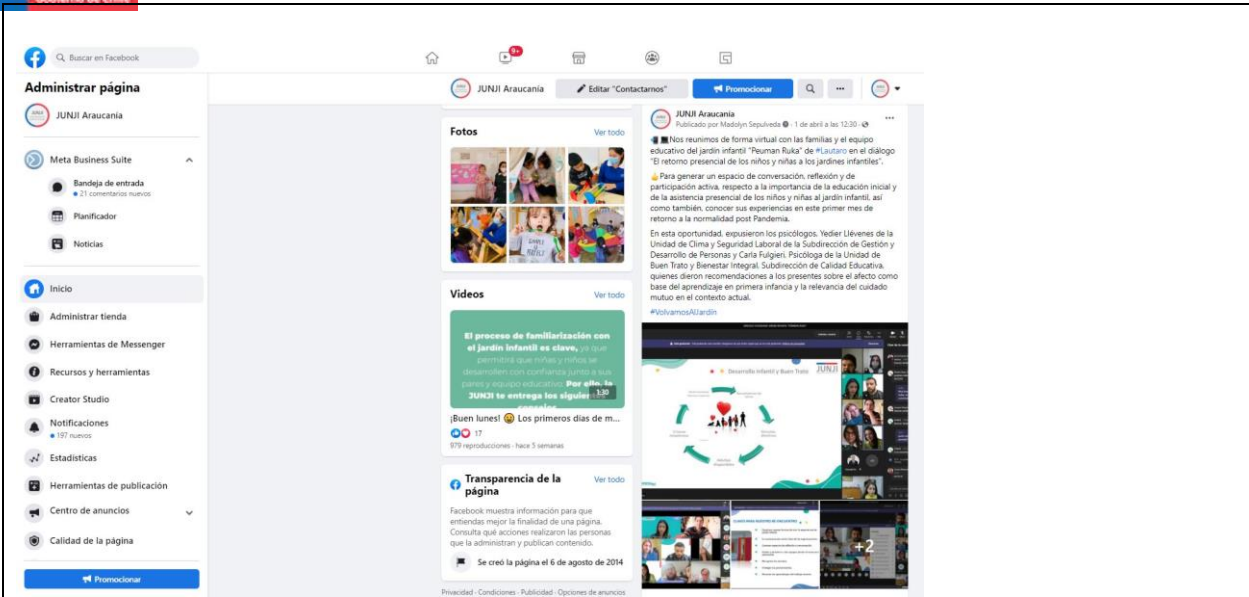 Gobierno de Chile
Buscar en Facebook
9+
Administrar página
JUNJI Araucanía
Meta Business Suite
Bandeja de entrada
21 comentarios nuevos
Planificador
Noticias
Inicio
Administrar tienda
Herramientas de Messenger
Recursos y herramientas
Creator Studio
Notificaciones
197 nuevos
Estadísticas
Herramientas de publicación
Centro de anuncios
Calidad de la página
Promocionar
JUNJI Araucanía
Editar "Contactarnos"
Promocionar
Fotos
Ver todo
Videos
Ver todo
El proceso de familiarización con
el jardín infantil es clave, ya que
permitirá que niñas y niños se
desarrollen con confianza junto a sus
pares y equipo educativo. Por ello, la
JUNJI te entrega los siguientes
consejos
1:30
¡Buen lunes! 😉 Los primeros días de m...
17
979 reproducciones · hace 5 semanas
Transparencia de la
página
Ver todo
Facebook muestra información para que
entiendas mejor la finalidad de una página.
Consulta qué acciones realizaron las personas
que la administran y publican contenido.
Se creó la página el 6 de agosto de 2014
Privacidad · Condiciones · Publicidad · Opciones de anuncios
JUNJI Araucanía
Publicado por Madolyn Sepulveda · 1 de abril a las 12:30 ·
Nos reunimos de forma virtual con las familias y el equipo
educativo del jardín infantil "Peuman Ruka" de #Lautaro en el diálogo
"El retorno presencial de los niños y niñas a los jardines infantiles".
Para generar un espacio de conversación, reflexión y de
participación activa, respecto a la importancia de la educación inicial y
de la asistencia presencial de los niños y niñas al jardín infantil, así
como también, conocer sus experiencias en este primer mes de
retorno a la normalidad post Pandemia.
En esta oportunidad, expusieron los psicólogos, Yedier Llévenes de la
Unidad de Clima y Seguridad Laboral de la Subdirección de Gestión y
Desarrollo de Personas y Carla Fulgieri, Psicóloga de la Unidad de
Buen Trato y Bienestar Integral, Subdirección de Calidad Educativa,
quienes dieron recomendaciones a los presentes sobre el afecto como
base del aprendizaje en primera infancia y la relevancia del cuidado
mutuo en el contexto actual.
#VolvamosAlJardín
Desarrollo Infantil y Buen Trato
JUNJI
+2